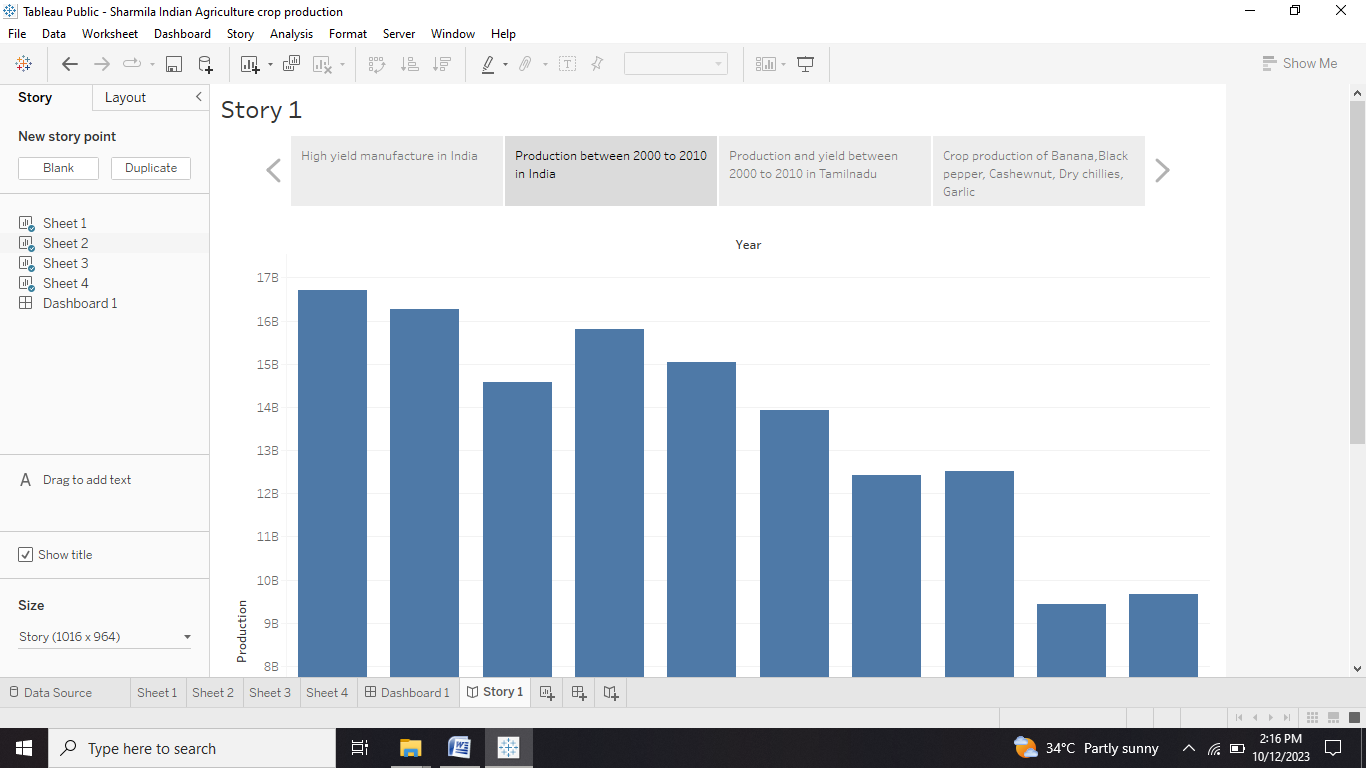 Tableau Public - Sharmila Indian Agriculture crop production
File Data Worksheet Dashboard Story Analysis Format Server Window Help
Show Me
Story Layout
New story point
Blank Duplicate
Sheet 1
Sheet 2
Sheet 3
Sheet 4
Dashboard 1
A Drag to add text
Show title
Size
Story (1016 x 964)
Story 1
High yield manufacture in India
Production between 2000 to 2010
in India
Production and yield between
2000 to 2010 in Tamilnadu
Crop production of Banana,Black
pepper, Cashewnut, Dry chillies,
Garlic
Year
17B
16B
15B
14B
13B
12B
11B
10B
9B
8B
Production
Data Source Sheet 1 Sheet 2 Sheet 3 Sheet 4 Dashboard 1 Story 1
Type here to search
34°C Partly sunny
2:16 PM
10/12/2023